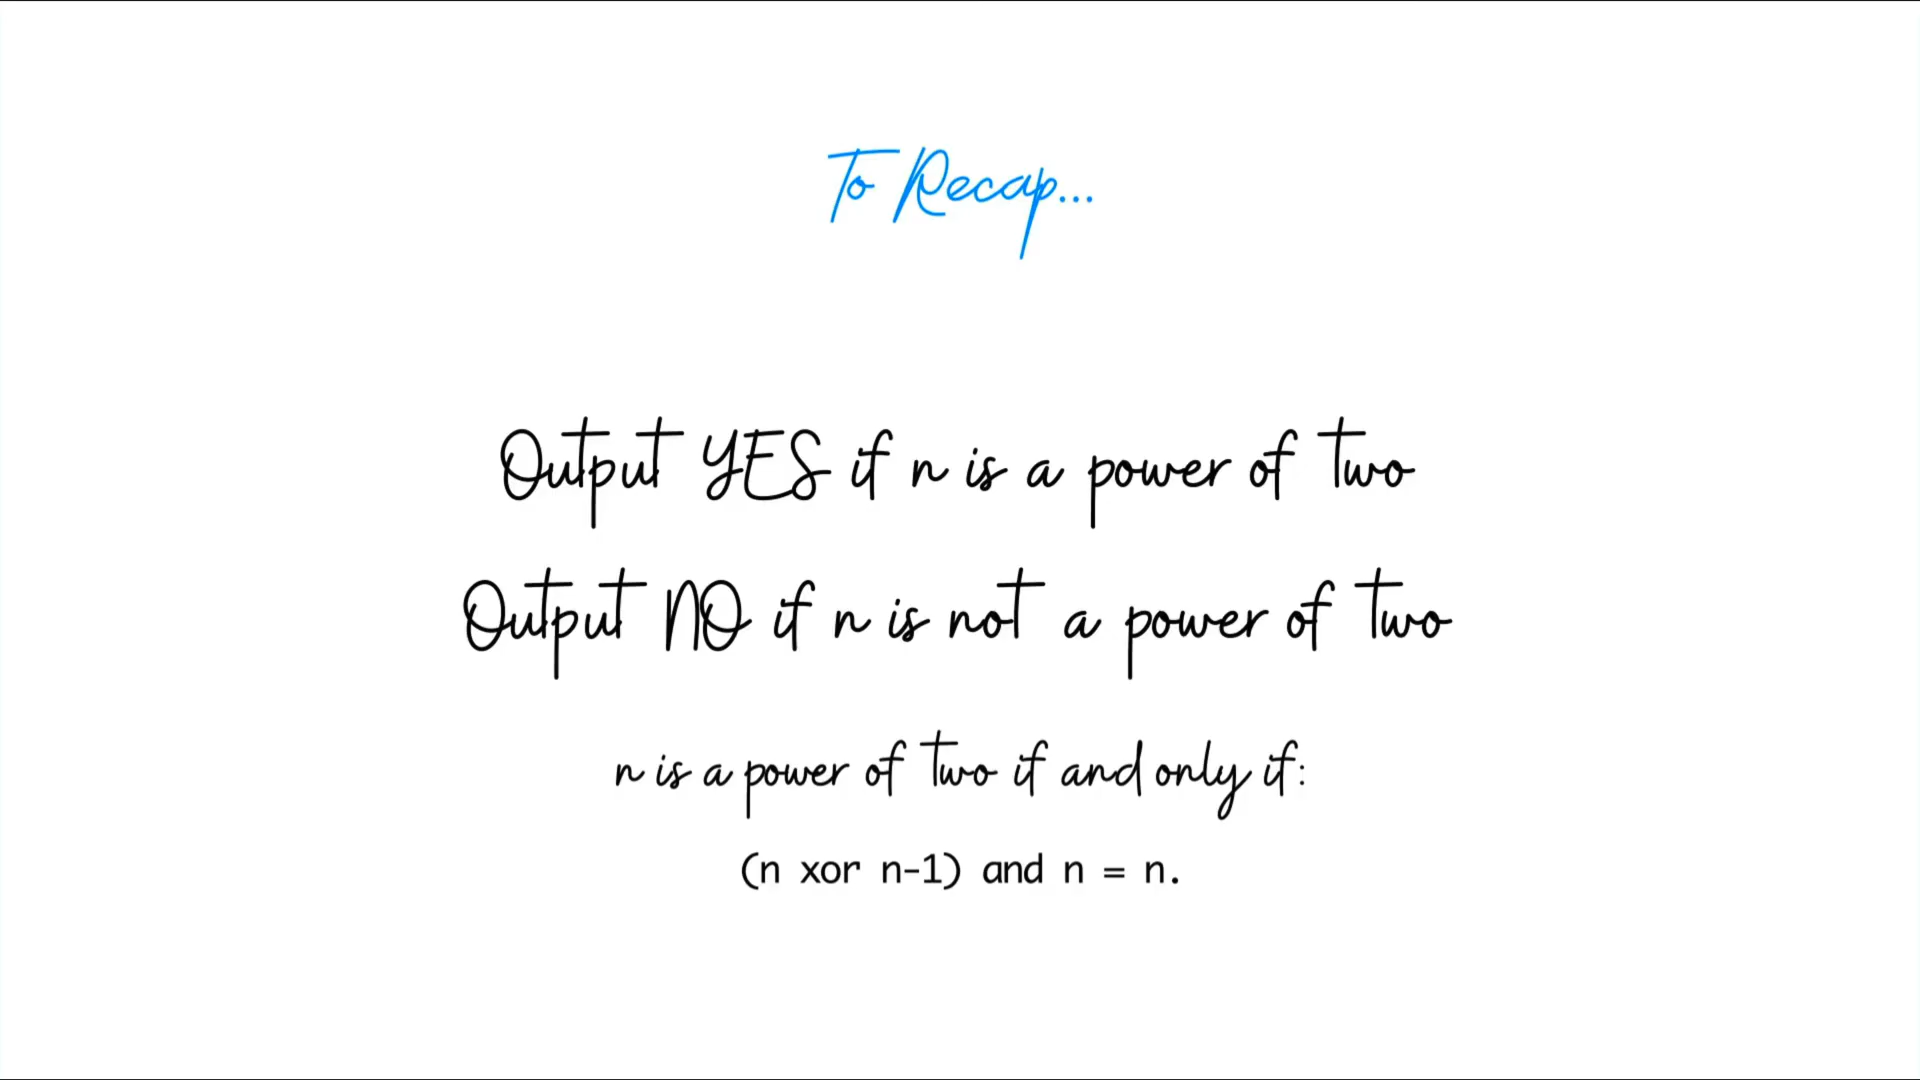 To Recap...
Output YES if n is a power of two
Output NO if n is not a power of two
n is a power of two if and only if:
(n xor n-1) and n = n.